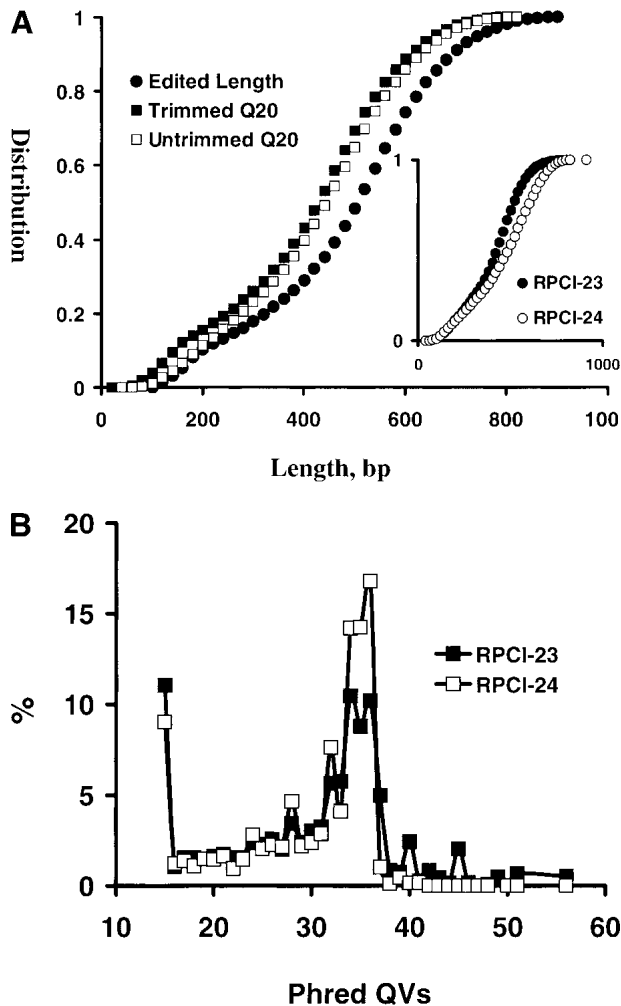 A
1
0.8
0.6
0.4
0.2
0
Distribution
Edited Length
Trimmed Q20
Untrimmed Q20
1
0
RPCI-23
RPCI-24
0 1000
0 200 400 600 800 100
Length, bp
B
20
15
10
5
0
%
RPCI-23
RPCI-24
10 20 30 40 50 60
Phred QVs